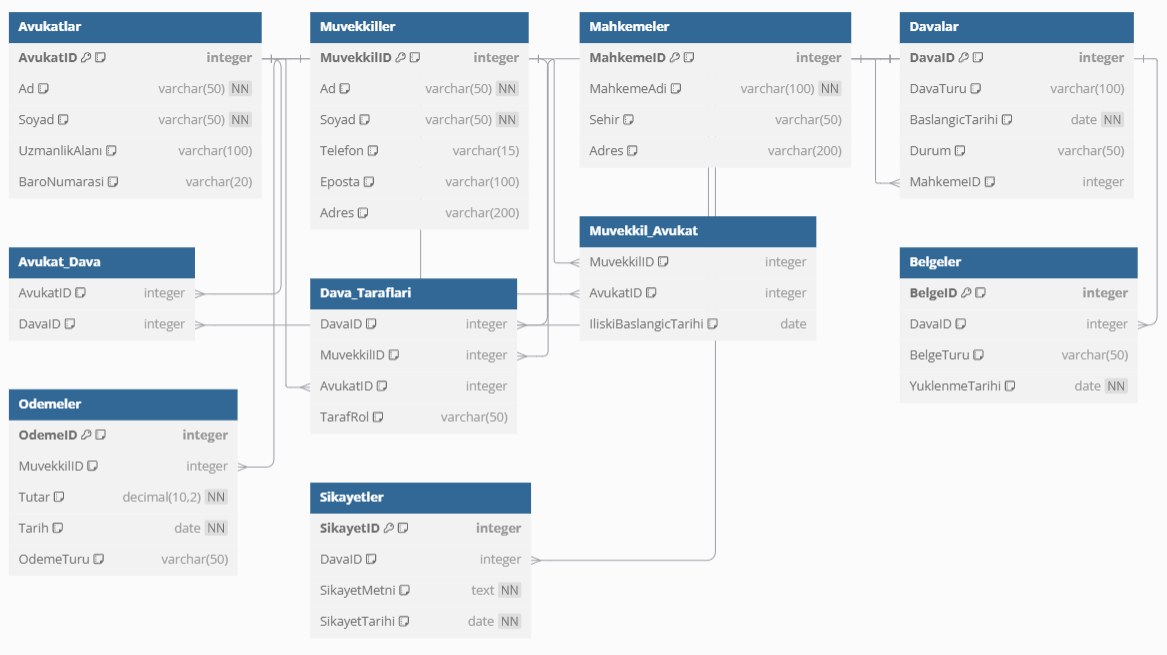 Avukatlar
AvukatID integer
Ad varchar(50) NN
Soyad varchar(50) NN
UzmanlikAlanı varchar(100)
BaroNumarasi varchar(20)
Muvekkiller
MuvekkilID integer
Ad varchar(50) NN
Soyad varchar(50) NN
Telefon varchar(15)
Eposta varchar(100)
Adres varchar(200)
Mahkemeler
MahkemeID integer
MahkemeAdi varchar(100) NN
Sehir varchar(50)
Adres varchar(200)
Davalar
DavaID integer
DavaTuru varchar(100)
BaslangicTarihi date NN
Durum varchar(50)
MahkemeID integer
Avukat_Dava
AvukatID integer
DavaID integer
Dava_Taraflari
DavaID integer
MuvekkilID integer
AvukatID integer
TarafRol varchar(50)
Muvekkil_Avukat
MuvekkilID integer
AvukatID integer
IliskiBaslangicTarihi date
Belgeler
BelgeID integer
DavaID integer
BelgeTuru varchar(50)
YuklenmeTarihi date NN
Odemeler
OdemeID integer
MuvekkilID integer
Tutar decimal(10,2) NN
Tarih date NN
OdemeTuru varchar(50)
Sikayetler
SikayetID integer
DavaID integer
SikayetMetni text NN
SikayetTarihi date NN